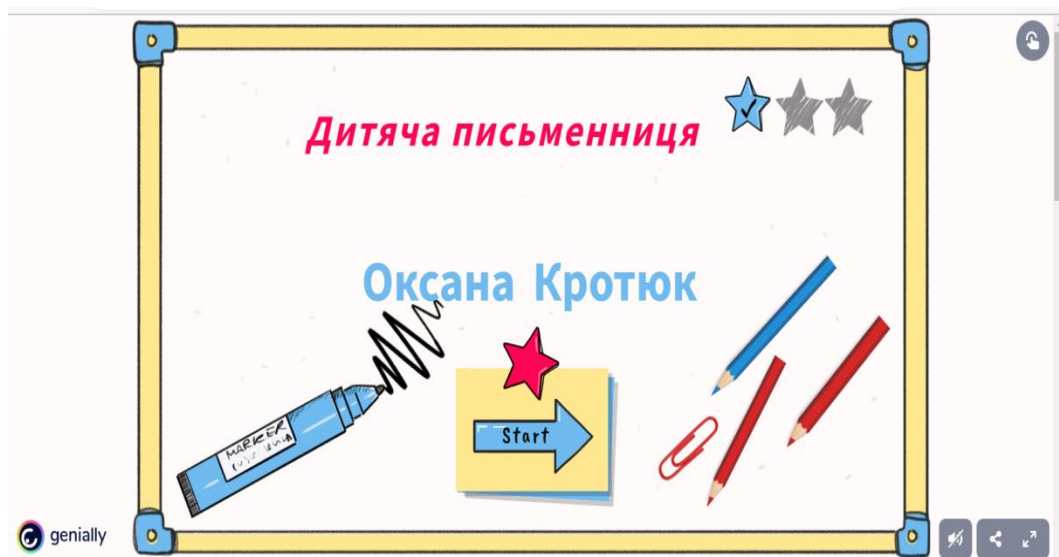 Дитяча письменниця
Оксана Кротюк
MARKER
Start
genially